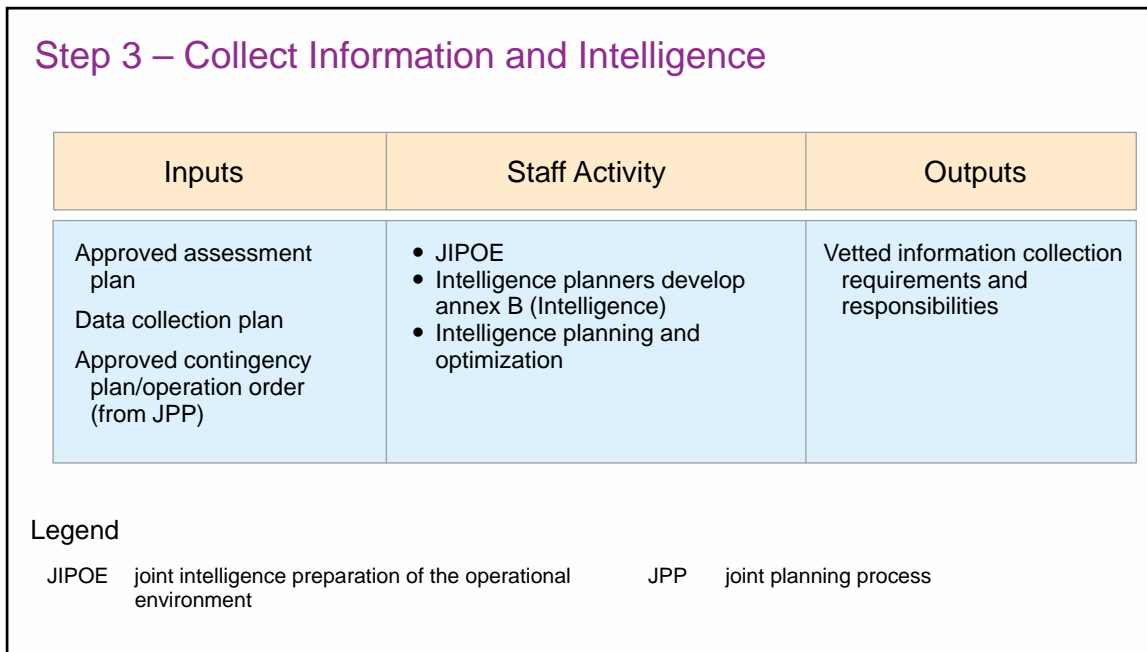 Step 3 – Collect Information and Intelligence
Inputs
Staff Activity
Outputs
Approved assessment
plan
Data collection plan
Approved contingency
plan/operation order
(from JPP)
• JIPOE
• Intelligence planners develop
annex B (Intelligence)
• Intelligence planning and
optimization
Vetted information collection
requirements and
responsibilities
Legend
JIPOE joint intelligence preparation of the operational
environment
JPP joint planning process